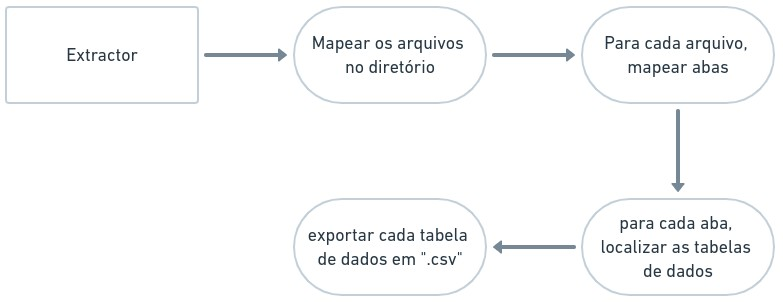 Extractor
Mapear os arquivos
no diretório
Para cada arquivo,
mapear abas
para cada aba,
localizar as tabelas
de dados
exportar cada tabela
de dados em ".csv"